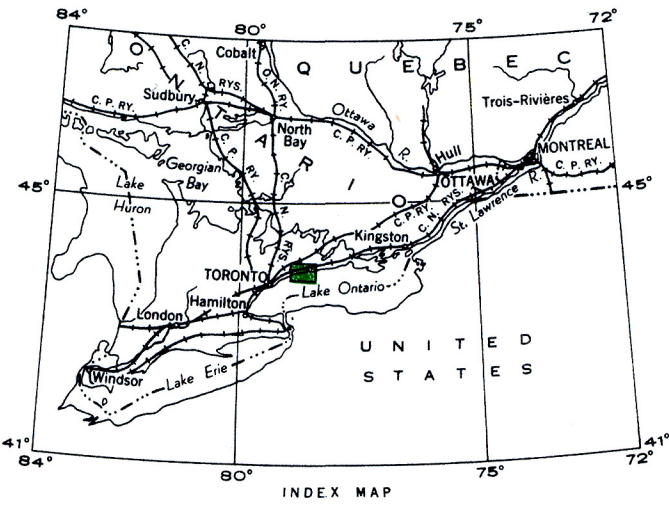 84° 80° 75° 72°
Cobalt
O N T A R I O
Q U E B E C
C. N. RYS.
O.N. RY.
C. P. RY.
Sudbury
North
Bay
Ottawa R.
C. P. RY.
Trois-Rivières
Hull
MONTREAL
C. P. RY.
Georgian
Bay
C. P. RY.
45°
Lake
Huron
OTTAWA
45°
C. N. RYS.
C. P. RY.
C. N. RYS.
St. Lawrence R.
Kingston
TORONTO
Lake Ontario
Hamilton
London
U N I T E D
S T A T E S
Windsor
Lake Erie
41° 41°
84° 80° 75° 72°
INDEX MAP